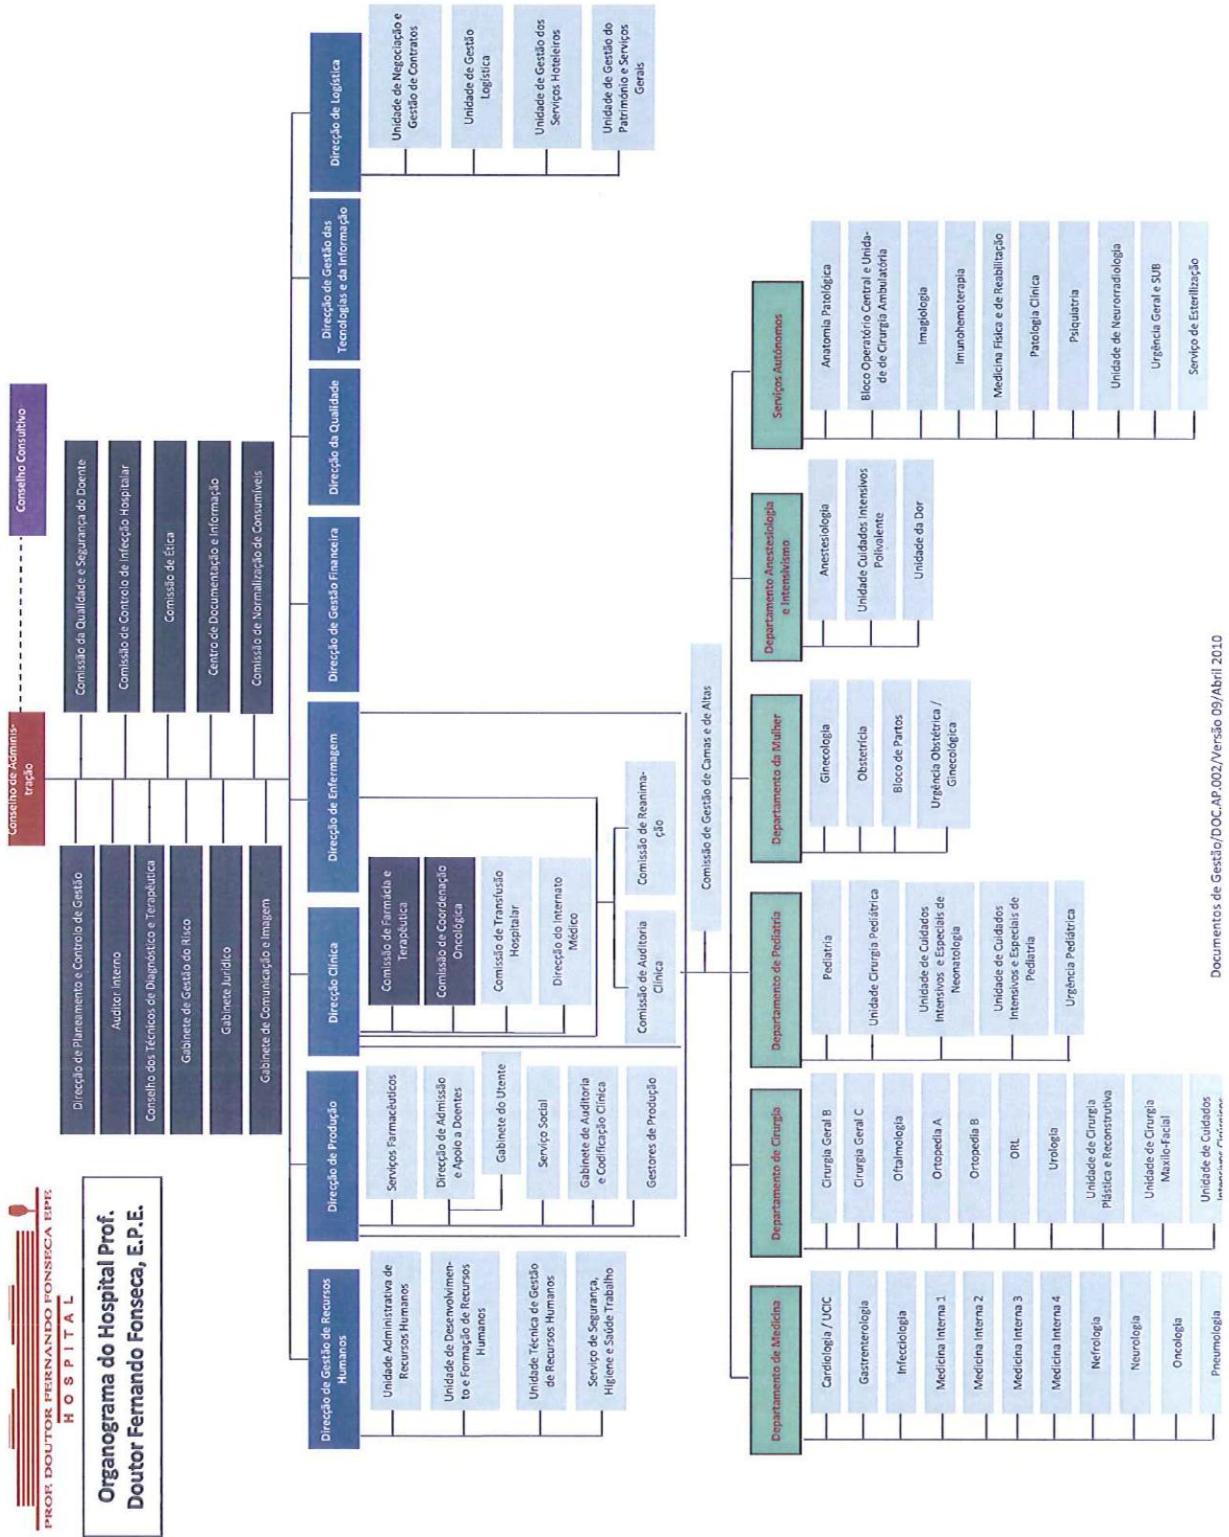 PROF. DOUTOR FERNANDO FONSECA EPE
HOSPITAL
Organograma do Hospital Prof.
Doutor Fernando Fonseca, E.P.E.
Conselho de Adminis-
tração
Conselho Consultivo
Direcção de Planeamento e Controlo de Gestão
Auditor Interno
Conselho dos Técnicos de Diagnóstico e Terapêutica
Gabinete de Gestão do Risco
Gabinete Jurídico
Gabinete de Comunicação e Imagem
Comissão da Qualidade e Segurança do Doente
Comissão de Controlo de Infecção Hospitalar
Comissão de Ética
Centro de Documentação e Informação
Comissão de Normalização de Consumíveis
Direcção de Gestão de Recursos
Humanos
Unidade Administrativa de
Recursos Humanos
Unidade de Desenvolvimen-
to e Formação de Recursos
Humanos
Unidade Técnica de Gestão
de Recursos Humanos
Serviço de Segurança,
Higiene e Saúde Trabalho
Direcção de Produção
Serviços Farmacêuticos
Direcção de Admissão
e Apoio a Doentes
Gabinete do Utente
Serviço Social
Gabinete de Auditoria
e Codificação Clínica
Gestores de Produção
Direcção Clínica
Comissão de Farmácia e
Terapêutica
Comissão de Coordenação
Oncológica
Comissão de Transfusão
Hospitalar
Direcção do Internato
Médico
Comissão de Auditoria
Clínica
Comissão de Reanima-
ção
Direcção de Enfermagem
Direcção de Gestão Financeira
Direcção da Qualidade
Direcção de Gestão das
Tecnologias e da Informação
Direcção de Logística
Unidade de Negociação e
Gestão de Contratos
Unidade de Gestão
Logística
Unidade de Gestão dos
Serviços Hoteleiros
Unidade de Gestão do
Património e Serviços
Gerais
Comissão de Gestão de Camas e de Altas
Departamento de Medicina
Cardiologia / UCIC
Gastrenterologia
Infecciologia
Medicina Interna 1
Medicina Interna 2
Medicina Interna 3
Medicina Interna 4
Nefrologia
Neurologia
Oncologia
Pneumologia
Departamento de Cirurgia
Cirurgia Geral B
Cirurgia Geral C
Oftalmologia
Ortopedia A
Ortopedia B
ORL
Urologia
Unidade de Cirurgia
Plástica e Reconstrutiva
Unidade de Cirurgia
Maxilo-Facial
Unidade de Cuidados
Intensivos Cirúrgicos
Departamento de Pediatria
Pediatria
Unidade Cirurgia Pediátrica
Unidade de Cuidados
Intensivos e Especiais de
Neonatologia
Unidade de Cuidados
Intensivos e Especiais de
Pediatria
Urgência Pediátrica
Departamento da Mulher
Ginecologia
Obstetrícia
Bloco de Partos
Urgência Obstétrica /
Ginecológica
Departamento Anestesiologia
e Intensivismo
Anestesiologia
Unidade Cuidados Intensivos
Polivalente
Unidade da Dor
Serviços Autónomos
Anatomia Patológica
Bloco Operatório Central e Unida-
de de Cirurgia Ambulatória
Imagiologia
Imunohemoterapia
Medicina Física e de Reabilitação
Patologia Clínica
Psiquiatria
Unidade de Neurorradiologia
Urgência Geral e SUB
Serviço de Esterilização
Documentos de Gestão/DOC.AP.002/Versão 09/Abril 2010